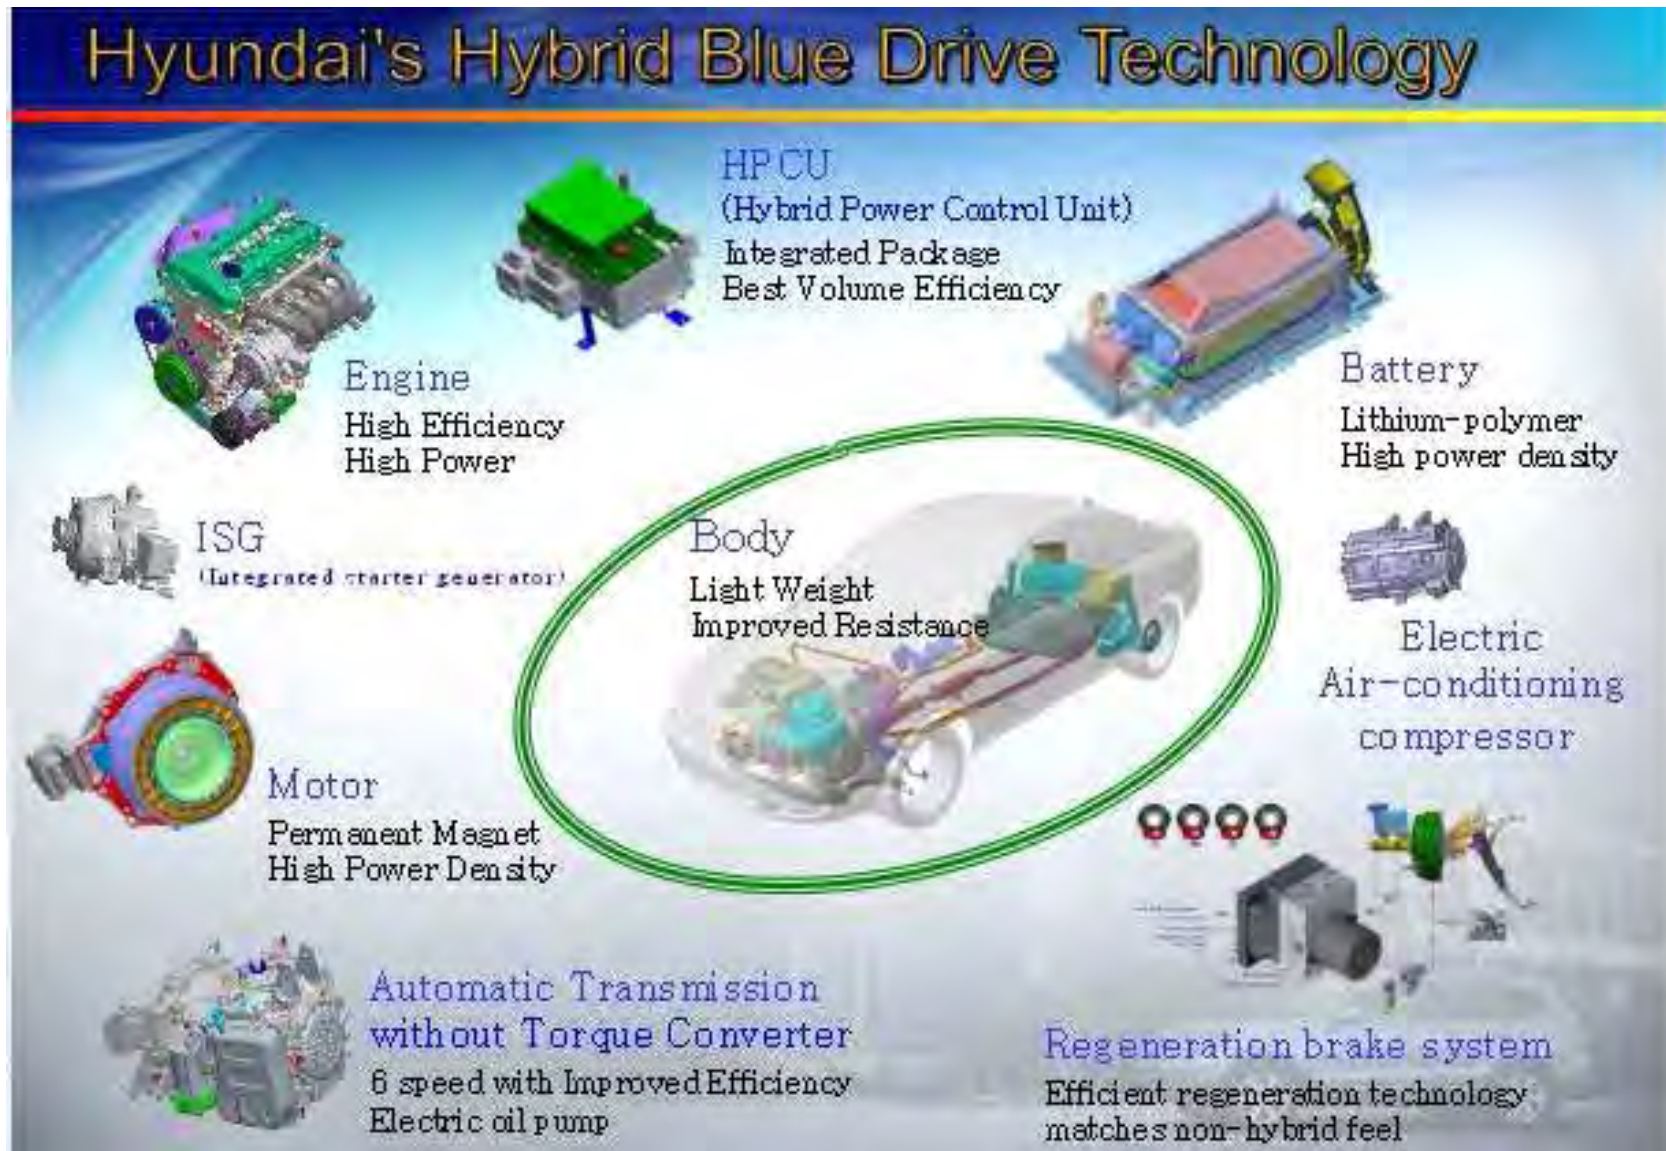 Hyundai's Hybrid Blue Drive Technology
HPCU
(Hybrid Power Control Unit)
Integrated Package
Best Volume Efficiency
Engine
High Efficiency
High Power
Battery
Lithium-polymer
High power density
ISG
(Integrated starter generator)
Body
Light Weight
Improved Resistance
Electric
Air-conditioning
compressor
Motor
Permanent Magnet
High Power Density
Automatic Transmission
without Torque Converter
6 speed with Improved Efficiency
Electric oil pump
Regeneration brake system
Efficient regeneration technology
matches non-hybrid feel